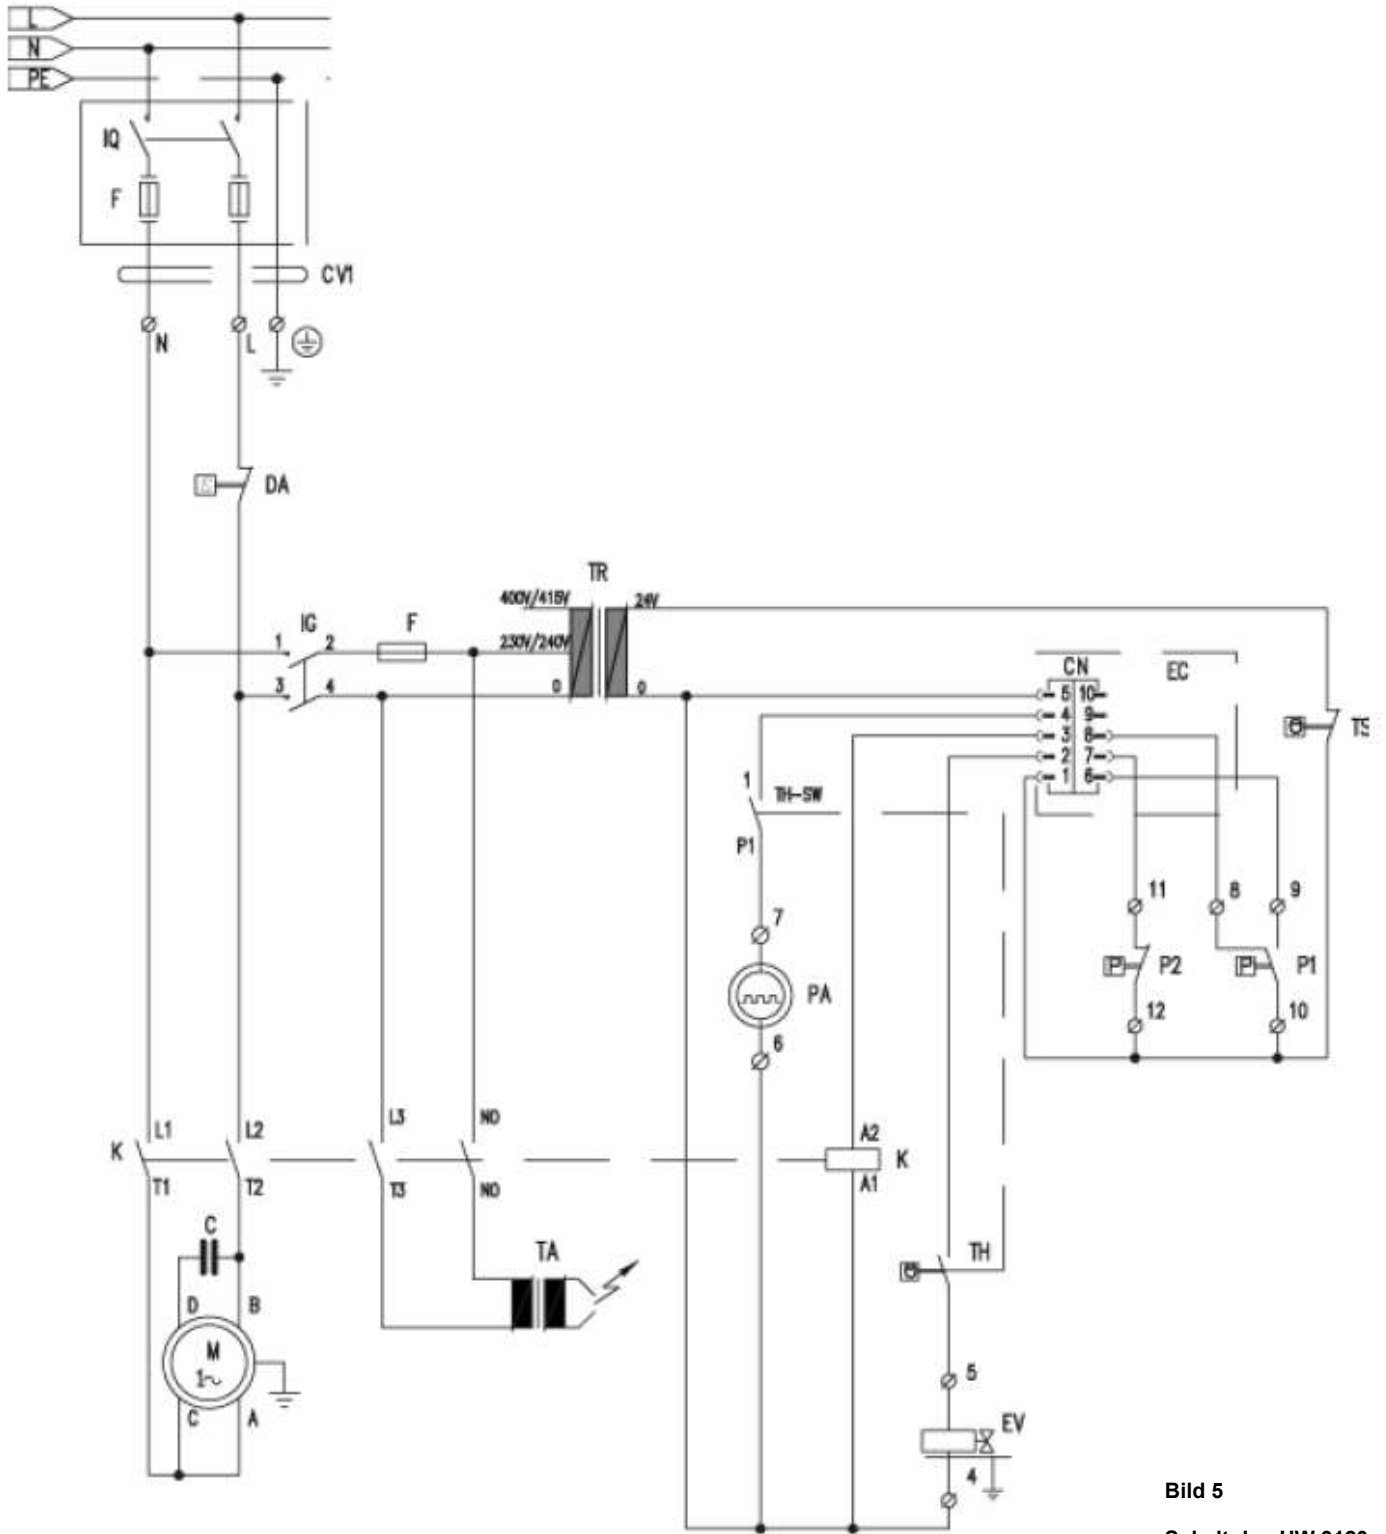 L
N
PE
IQ
F
CV1
N
L
DA
TR
400V/415V
24V
IG
F
1
2
230V/240V
3
4
0
0
CN
EC
5 10
4 9
3 8
2 7
1 6
TS
1
TH-SW
P1
11
8
9
7
P
P2
P
P1
PA
12
10
6
L1
L2
L3
NO
A2
K
K
T1
T2
T3
NO
A1
C
TA
TH
D
B
M
1~
5
C
A
EV
4
Bild 5